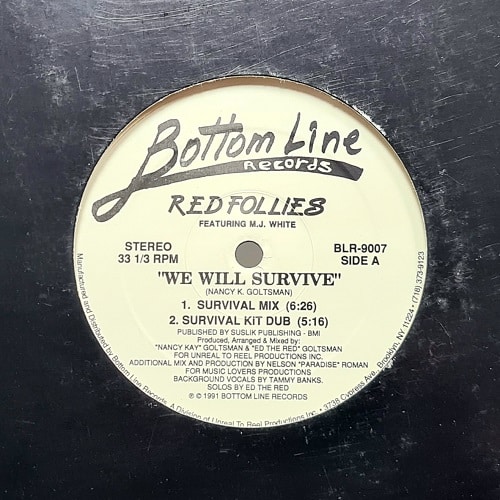 Bottom Line
Records
RED FOLLIES
FEATURING M.J. WHITE
STEREO
33 1/3 RPM
BLR-9007
SIDE A
"WE WILL SURVIVE"
(NANCY K. GOLTSMAN)
1. SURVIVAL MIX (6:26)
2. SURVIVAL KIT DUB (5:16)
PUBLISHED BY SUSLIK PUBLISHING - BMI
Produced, Arranged & Mixed by:
"NANCY KAY" GOLTSMAN & "ED THE RED" GOLTSMAN
FOR UNREAL TO REEL PRODUCTIONS INC.
ADDITIONAL MIX AND PRODUCTION BY NELSON "PARADISE" ROMAN
FOR MUSIC LOVERS PRODUCTIONS
BACKGROUND VOCALS BY TAMMY BANKS.
SOLOS BY ED THE RED
℗ © 1991 BOTTOM LINE RECORDS
Manufactured and Distributed by Bottom Line Records. A Division of Unreal To Reel Productions Inc. • 3738 Cypress Ave., Brooklyn, NY 11224 • (718) 373-9123